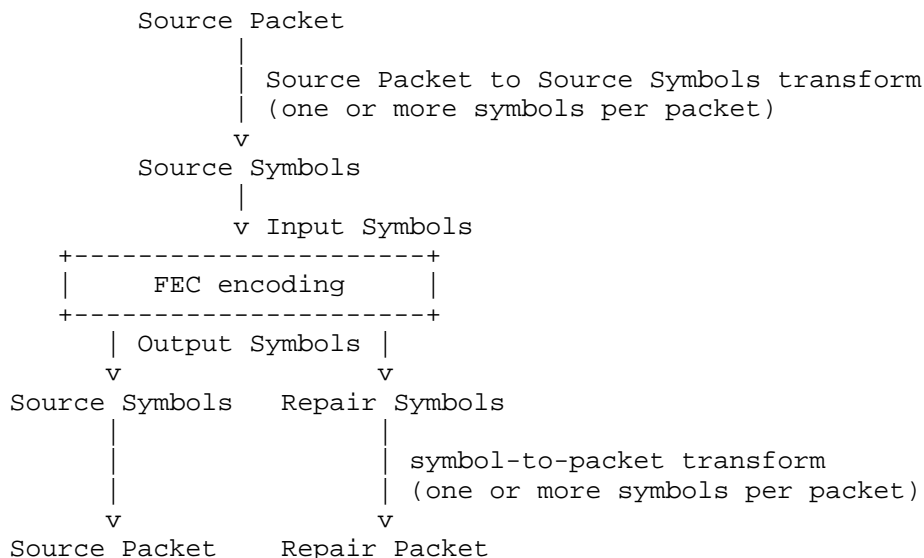 Source Packet
|
| Source Packet to Source Symbols transform
| (one or more symbols per packet)
v
Source Symbols
|
v Input Symbols
+----------------------+
|     FEC encoding     |
+----------------------+
| Output Symbols |
v                v
Source Symbols   Repair Symbols
|                |
|                | symbol-to-packet transform
|                | (one or more symbols per packet)
v                v
Source Packet    Repair Packet